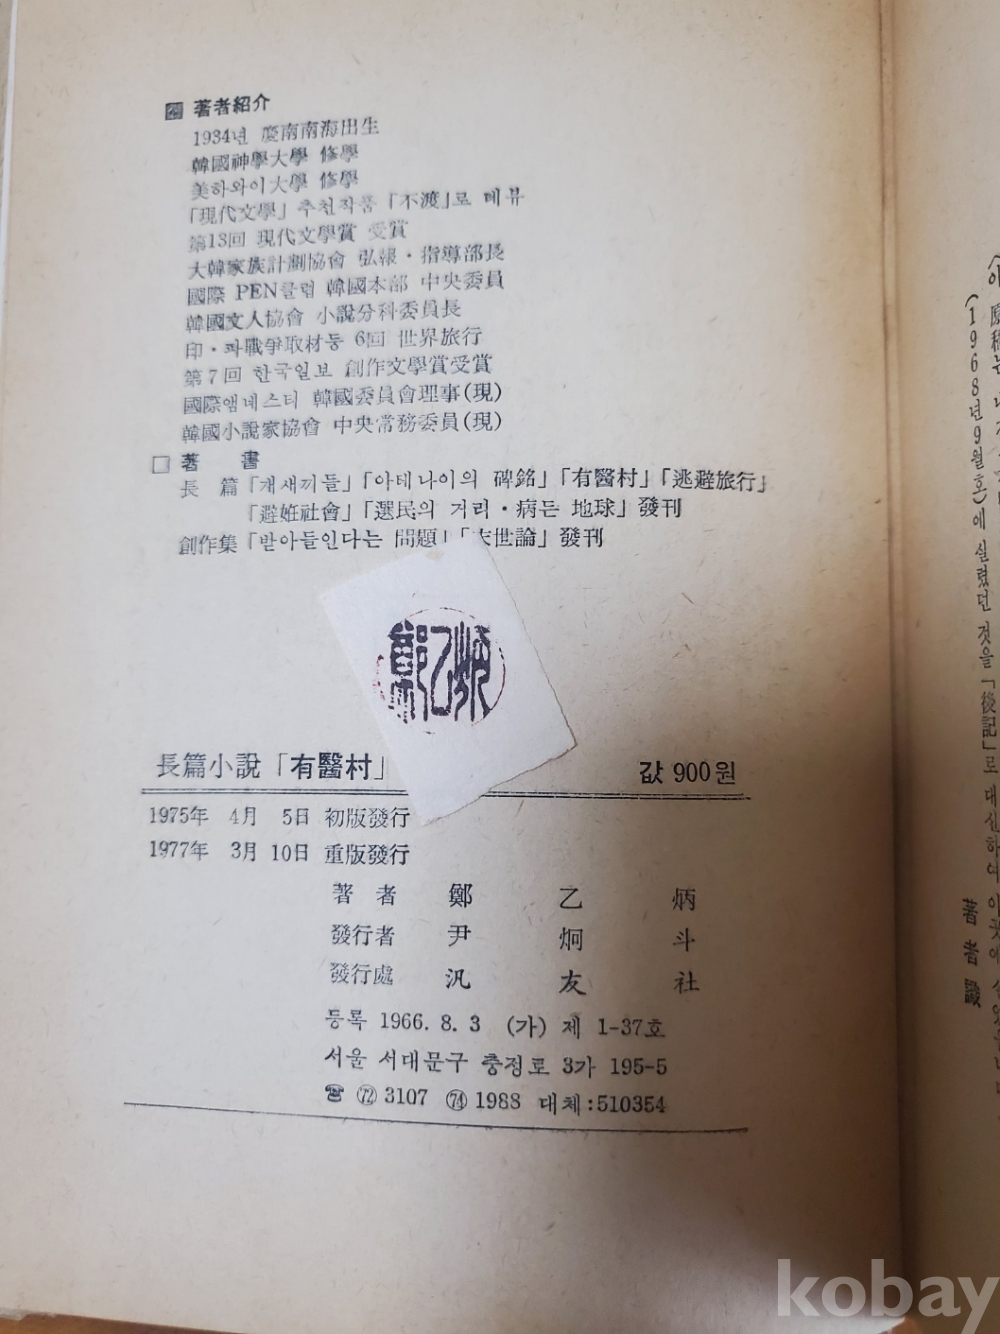 著者紹介
1934년 慶南南海出生
韓國神學大學 修學
美하와이大學 修學
「現代文學」 추천작품 「不渡」로 데뷰
第13回 現代文學賞 受賞
大韓家族計劃協會 弘報・指導部長
國際 PEN클럽 韓國本部 中央委員
韓國文人協會 小說分科委員長
印・파戰爭取材등 6回 世界旅行
第7回 한국일보 創作文學賞受賞
國際앰네스티 韓國委員會理事(現)
韓國小說家協會 中央常務委員(現)
□ 著 書
長 篇 「개새끼들」「아테나이의 碑銘」「有醫村」「逃避旅行」
「避姙社會」「選民의 거리・病든 地球」 發刊
創作集 「받아들인다는 問題」「末世論」 發刊
鄭乙炳
長篇小說 「有醫村」 값 900원
1975年 4月 5日 初版發行
1977年 3月 10日 重版發行
著 者 鄭 乙 炳
發行者 尹 炯 斗
發行處 汎 友 社
등록 1966. 8. 3 (가) 제 1-37호
서울 서대문구 충정로 3가 195-5
☎ ㉒ 3107 ㉔ 1988 대체:510354
(1968년 9월호)에 실렸던 것을 「後記」로 대신하여 이곳에
著者識
kobay